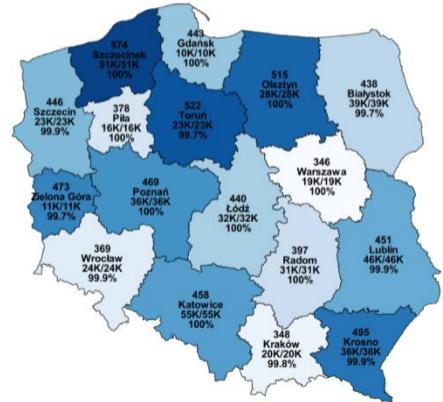 443
Gdańsk
10K/10K
100%
574
Szczecinek
51K/51K
100%
515
Olsztyn
28K/28K
100%
438
Białystok
39K/39K
99.7%
446
Szczecin
23K/23K
99.9%
378
Piła
16K/16K
100%
522
Toruń
23K/23K
99.7%
346
Warszawa
19K/19K
100%
473
Zielona Góra
11K/11K
99.7%
469
Poznań
36K/36K
100%
440
Łódź
32K/32K
100%
451
Lublin
46K/46K
99.9%
369
Wrocław
24K/24K
99.9%
397
Radom
31K/31K
100%
458
Katowice
55K/55K
100%
348
Kraków
20K/20K
99.8%
495
Krosno
36K/36K
99.9%